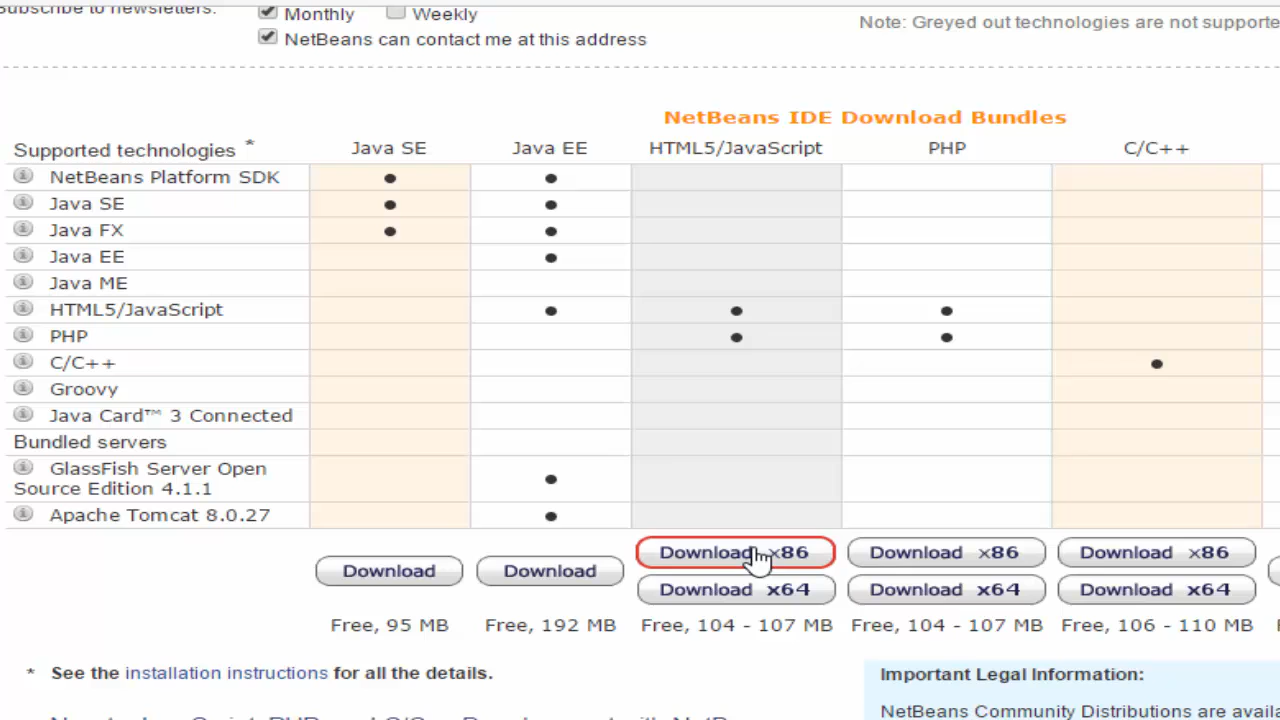 Subscribe to newsletters:
Monthly Weekly
NetBeans can contact me at this address
Note: Greyed out technologies are not supporte
NetBeans IDE Download Bundles
Supported technologies * Java SE Java EE HTML5/JavaScript PHP C/C++
NetBeans Platform SDK
Java SE
Java FX
Java EE
Java ME
HTML5/JavaScript
PHP
C/C++
Groovy
Java Card™ 3 Connected
Bundled servers
GlassFish Server Open
Source Edition 4.1.1
Apache Tomcat 8.0.27
Download x86 Download x86 Download x86
Download Download
Download x64 Download x64 Download x64
Free, 95 MB Free, 192 MB Free, 104 - 107 MB Free, 104 - 107 MB Free, 106 - 110 MB
* See the installation instructions for all the details.
Important Legal Information:
NetBeans Community Distributions are availa